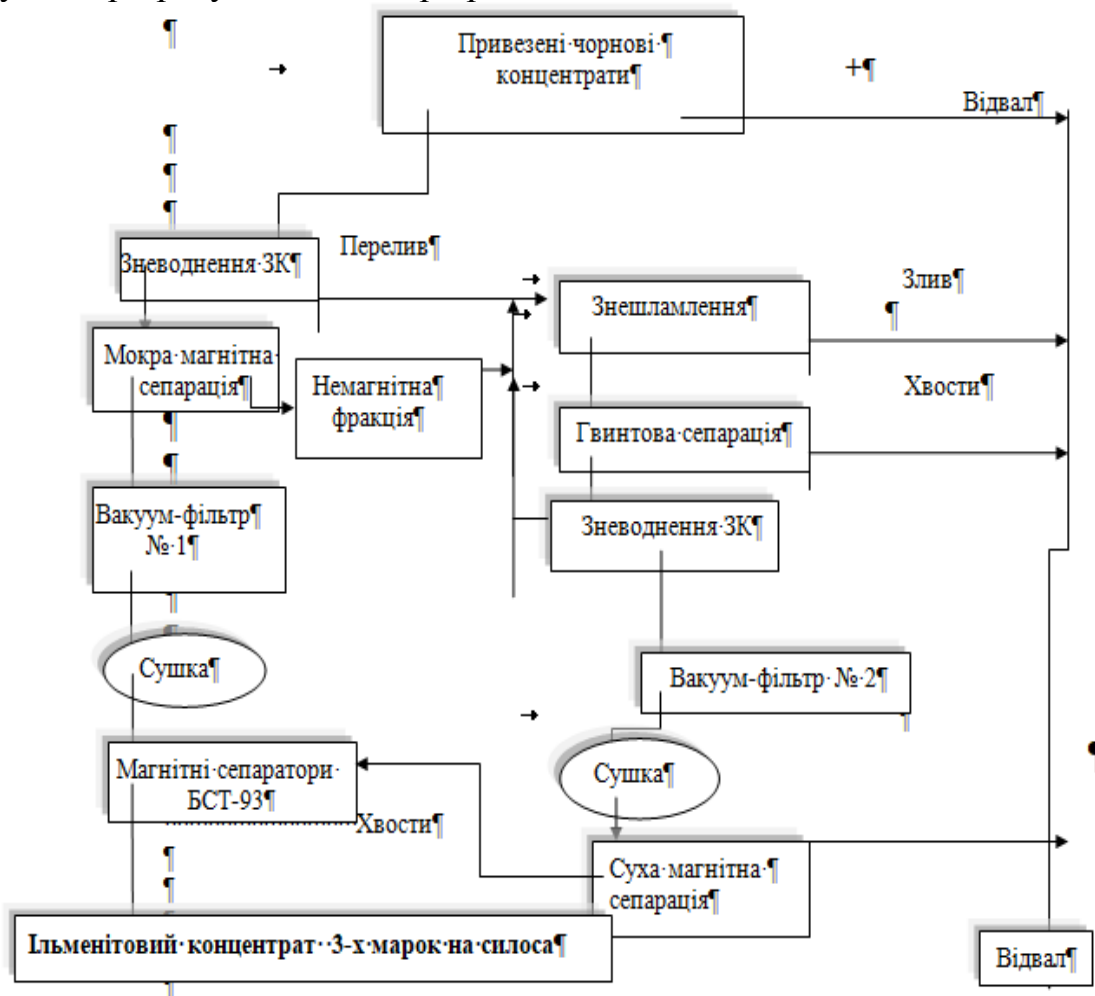 Привезені чорнові
концентрати
+
Відвал
Зневоднення ЗК
Перелив
Знешламлення
Злив
Мокра магнітна
сепарація
Немагнітна
фракція
Хвости
Гвинтова сепарація
Вакуум-фільтр
№ 1
Зневоднення ЗК
Сушка
Вакуум-фільтр № 2
Магнітні сепаратори
БСТ-93
Сушка
Хвости
Суха магнітна
сепарація
Ільменітовий концентрат 3-х марок на силоса
Відвал